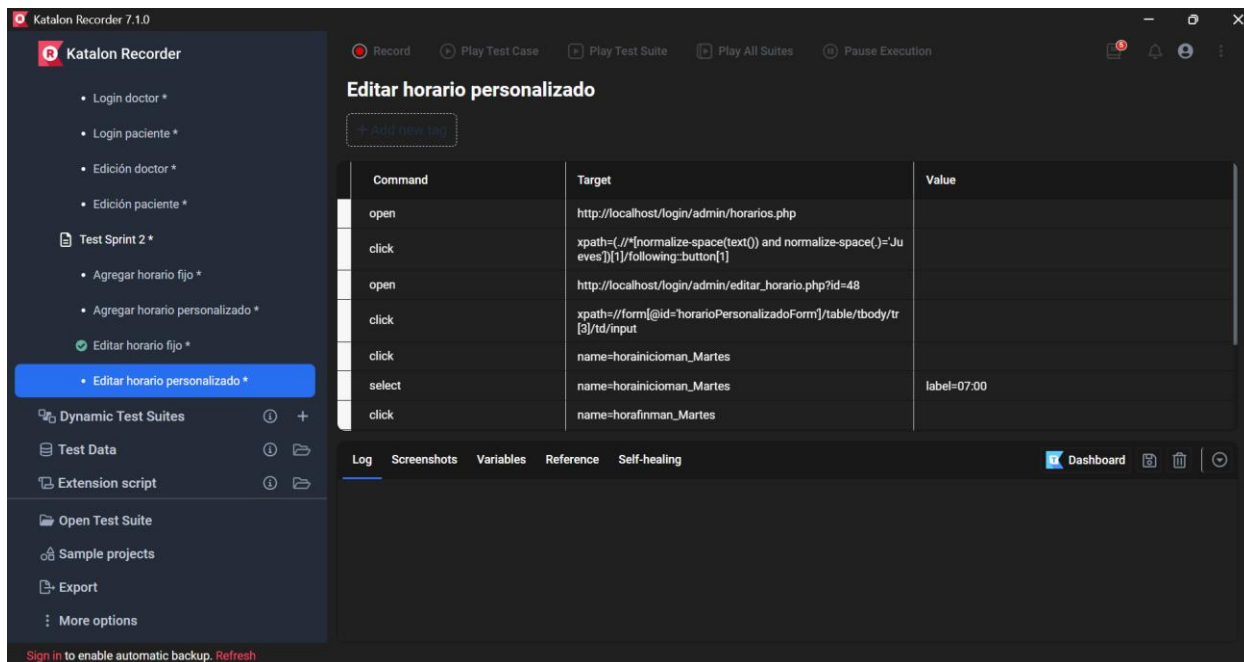 Katalon Recorder 7.1.0
Katalon Recorder
Login doctor *
Login paciente *
Edición doctor *
Edición paciente *
Test Sprint 2 *
Agregar horario fijo *
Agregar horario personalizado *
Editar horario fijo *
Editar horario personalizado *
Dynamic Test Suites
Test Data
Extension script
Open Test Suite
Sample projects
Export
More options
Sign in to enable automatic backup. Refresh
Record Play Test Case Play Test Suite Play All Suites Pause Execution
Editar horario personalizado
+ Add new tag
Command Target Value
open http://localhost/login/admin/horarios.php
click xpath=(.//*[normalize-space(text()) and normalize-space(.)='Ju
eves'])[1]/following::button[1]
open http://localhost/login/admin/editar_horario.php?id=48
click xpath=//form[@id='horarioPersonalizadoForm']/table/tbody/tr
[3]/td/input
click name=horainicioman_Martes
select name=horainicioman_Martes label=07:00
click name=horafinman_Martes
Log Screenshots Variables Reference Self-healing Dashboard